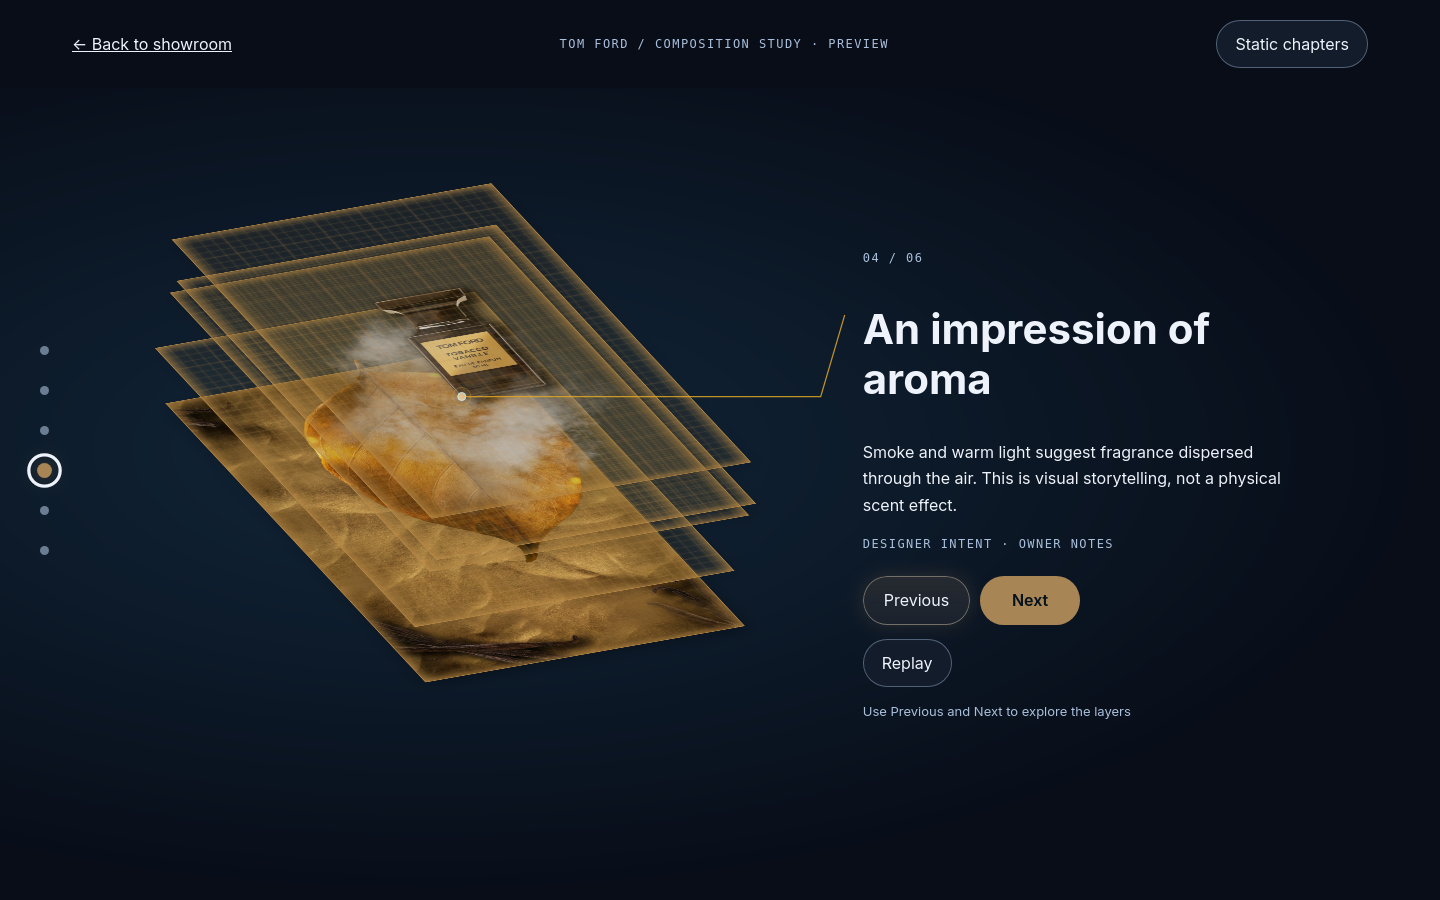 ← Back to showroom
TOM FORD / COMPOSITION STUDY · PREVIEW
Static chapters
04 / 06
An impression of
aroma
TOM FORD
TOBACCO
VANILLE
Smoke and warm light suggest fragrance dispersed
through the air. This is visual storytelling, not a physical
scent effect.
DESIGNER INTENT · OWNER NOTES
Previous
Next
Replay
Use Previous and Next to explore the layers